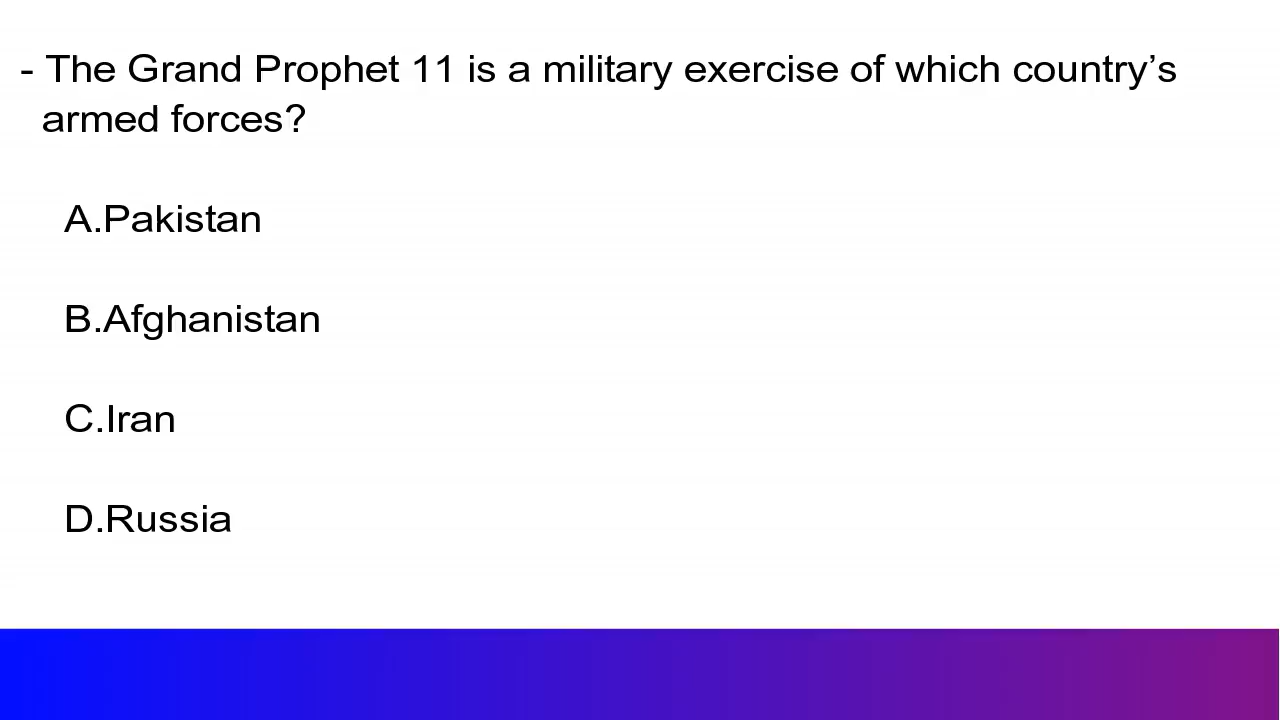 - The Grand Prophet 11 is a military exercise of which country’s
armed forces?
A.Pakistan
B.Afghanistan
C.Iran
D.Russia